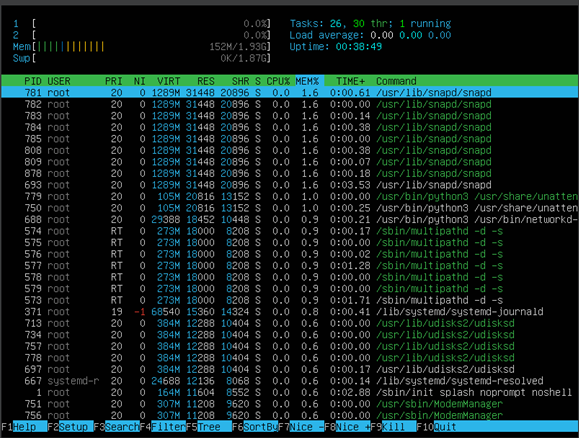 1 [ 0.0%] Tasks: 26, 30 thr; 1 running
2 [ 0.0%] Load average: 0.00 0.00 0.00
Mem[||||||||||||| 152M/1.93G] Uptime: 00:38:49
Swp[ 0K/1.87G]
PID USER PRI NI VIRT RES SHR S CPU% MEM% TIME+ Command
781 root 20 0 1289M 31448 20896 S 0.0 1.6 0:00.61 /usr/lib/snapd/snapd
782 root 20 0 1289M 31448 20896 S 0.0 1.6 0:00.00 /usr/lib/snapd/snapd
783 root 20 0 1289M 31448 20896 S 0.0 1.6 0:00.14 /usr/lib/snapd/snapd
784 root 20 0 1289M 31448 20896 S 0.0 1.6 0:00.38 /usr/lib/snapd/snapd
785 root 20 0 1289M 31448 20896 S 0.0 1.6 0:00.00 /usr/lib/snapd/snapd
808 root 20 0 1289M 31448 20896 S 0.0 1.6 0:00.38 /usr/lib/snapd/snapd
809 root 20 0 1289M 31448 20896 S 0.0 1.6 0:00.07 /usr/lib/snapd/snapd
878 root 20 0 1289M 31448 20896 S 0.0 1.6 0:00.18 /usr/lib/snapd/snapd
693 root 20 0 1289M 31448 20896 S 0.0 1.6 0:03.53 /usr/lib/snapd/snapd
779 root 20 0 105M 20816 13152 S 0.0 1.0 0:00.00 /usr/bin/python3 /usr/share/unatten
750 root 20 0 105M 20816 13152 S 0.0 1.0 0:00.25 /usr/bin/python3 /usr/share/unatten
688 root 20 0 29388 18452 10448 S 0.0 0.9 0:00.21 /usr/bin/python3 /usr/bin/networkd-
574 root RT 0 273M 18000 8208 S 0.0 0.9 0:00.17 /sbin/multipathd -d -s
575 root RT 0 273M 18000 8208 S 0.0 0.9 0:00.00 /sbin/multipathd -d -s
576 root RT 0 273M 18000 8208 S 0.0 0.9 0:00.02 /sbin/multipathd -d -s
577 root RT 0 273M 18000 8208 S 0.0 0.9 0:01.28 /sbin/multipathd -d -s
578 root RT 0 273M 18000 8208 S 0.0 0.9 0:00.00 /sbin/multipathd -d -s
579 root RT 0 273M 18000 8208 S 0.0 0.9 0:00.00 /sbin/multipathd -d -s
573 root RT 0 273M 18000 8208 S 0.0 0.9 0:01.71 /sbin/multipathd -d -s
371 root 19 -1 68540 15360 14324 S 0.0 0.8 0:00.41 /lib/systemd/systemd-journald
713 root 20 0 384M 12288 10404 S 0.0 0.6 0:00.04 /usr/lib/udisks2/udisksd
734 root 20 0 384M 12288 10404 S 0.0 0.6 0:00.00 /usr/lib/udisks2/udisksd
757 root 20 0 384M 12288 10404 S 0.0 0.6 0:00.00 /usr/lib/udisks2/udisksd
778 root 20 0 384M 12288 10404 S 0.0 0.6 0:00.00 /usr/lib/udisks2/udisksd
697 root 20 0 384M 12288 10404 S 0.0 0.6 0:00.17 /usr/lib/udisks2/udisksd
667 systemd-r 20 0 24688 12136 8068 S 0.0 0.6 0:00.14 /lib/systemd/systemd-resolved
1 root 20 0 164M 11604 8552 S 0.0 0.6 0:02.88 /sbin/init splash noprompt noshell
751 root 20 0 307M 11208 9620 S 0.0 0.6 0:00.00 /usr/sbin/ModemManager
756 root 20 0 307M 11208 9620 S 0.0 0.6 0:00.02 /usr/sbin/ModemManager
F1Help F2Setup F3SearchF4FilterF5Tree F6SortByF7Nice -F8Nice +F9Kill F10Quit